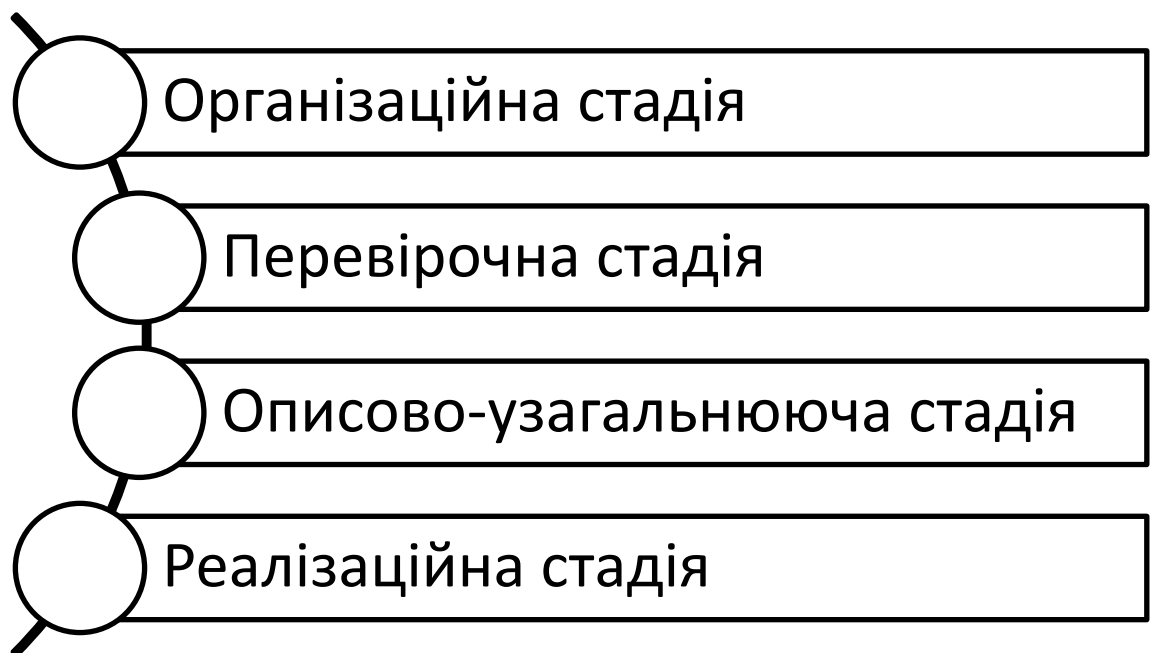 Організаційна стадія
Перевірочна стадія
Описово-узагальнююча стадія
Реалізаційна стадія